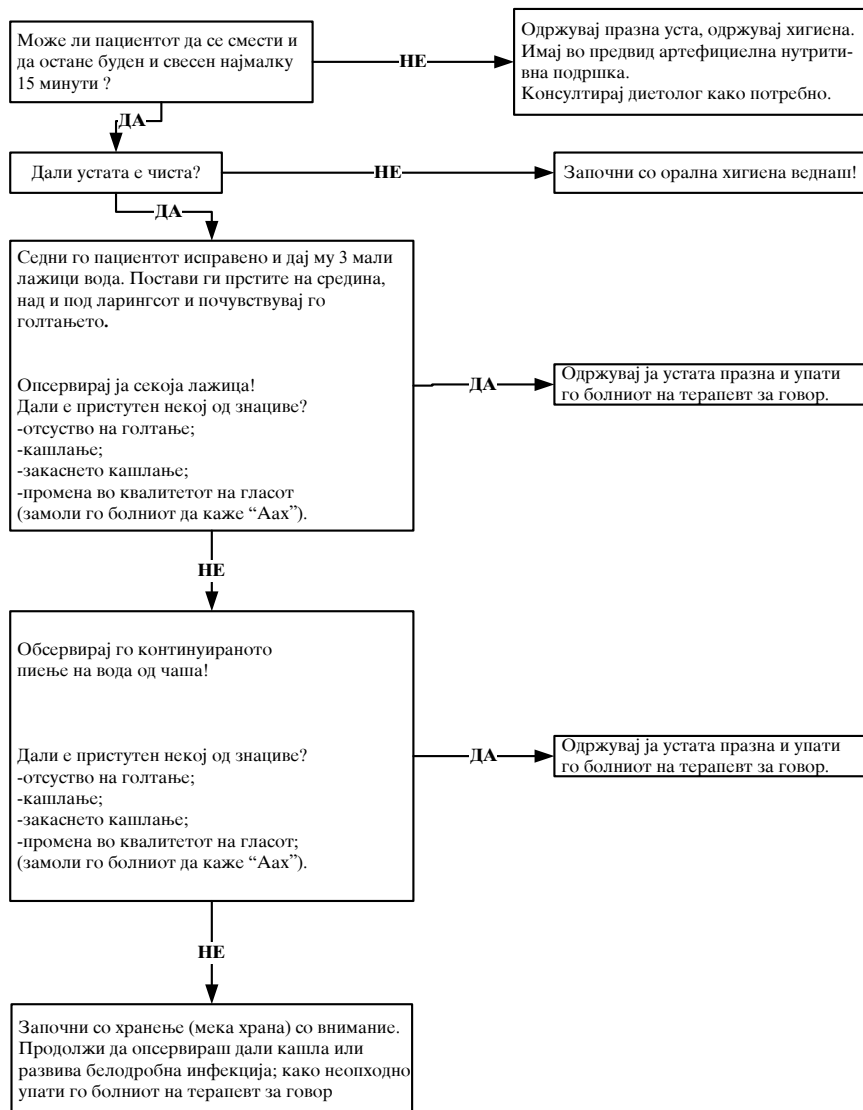 Може ли пациентот да се смести и
да остане буден и свесен најмалку
15 минути ?
НЕ
Одржувај празна уста, одржувај хигиена.
Имај во предвид артефициелна нутрити-
вна подршка.
Консултирај диетолог како потребно.
ДА
Дали устата е чиста?
НЕ
Започни со орална хигиена веднаш!
ДА
Седни го пациентот исправено и дај му 3 мали
лажици вода. Постави ги прстите на средина,
над и под ларингсот и почувствувај го
голтањето.
Опсервирај ја секоја лажица!
Дали е пристутен некој од знациве?
-отсуство на голтање;
-кашлање;
-закаснето кашлање;
-промена во квалитетот на гласот
(замоли го болниот да каже “Аах”).
ДА
Одржувај ја устата празна и упати
го болниот на терапевт за говор.
НЕ
Обсервирај го континуираното
пиење на вода од чаша!
Дали е пристутен некој од знациве?
-отсуство на голтање;
-кашлање;
-закаснето кашлање;
-промена во квалитетот на гласот;
(замоли го болниот да каже “Аах”).
ДА
Одржувај ја устата празна и упати
го болниот на терапевт за говор.
НЕ
Започни со хранење (мека храна) со внимание.
Продолжи да опсервираш дали кашла или
развива белодробна инфекција; како неопходно
упати го болниот на терапевт за говор